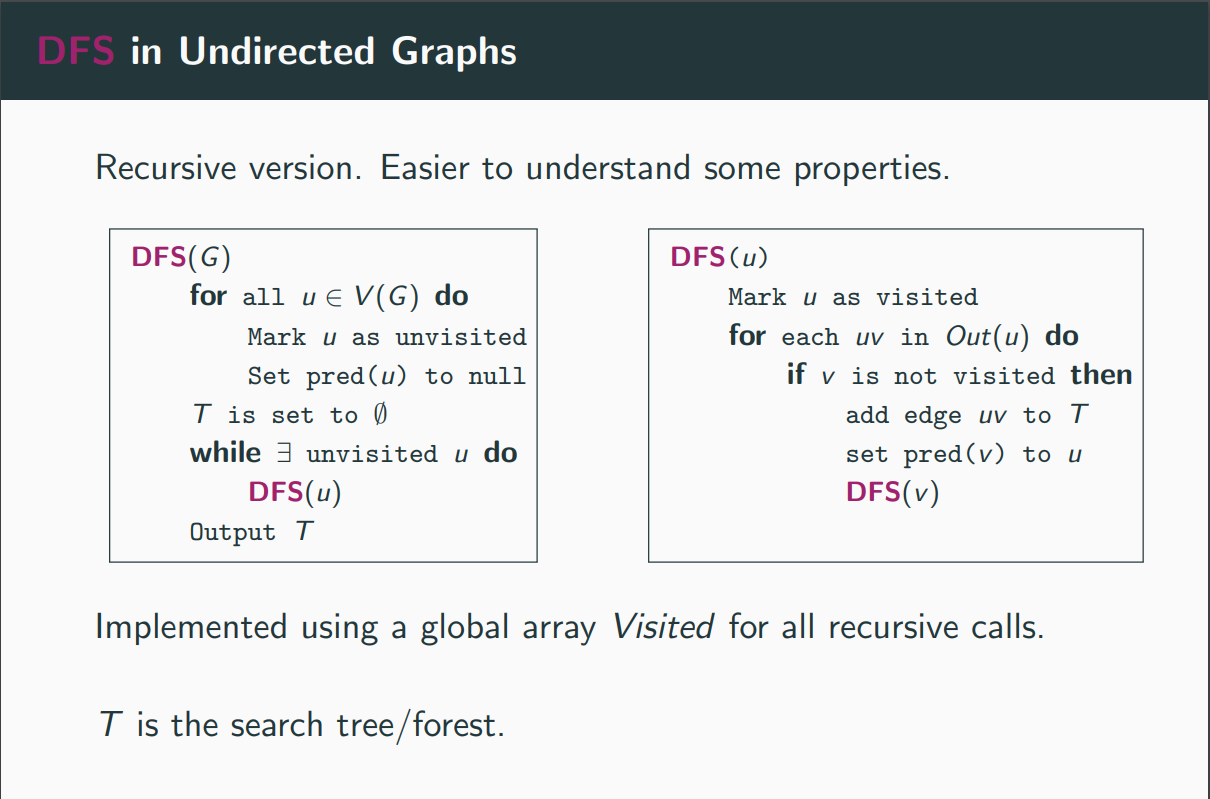 DFS in Undirected Graphs
Recursive version. Easier to understand some properties.
DFS(G)
for all u ∈ V(G) do
Mark u as unvisited
Set pred(u) to null
T is set to ∅
while ∃ unvisited u do
DFS(u)
Output T
DFS(u)
Mark u as visited
for each uv in Out(u) do
if v is not visited then
add edge uv to T
set pred(v) to u
DFS(v)
Implemented using a global array Visited for all recursive calls.
T is the search tree/forest.